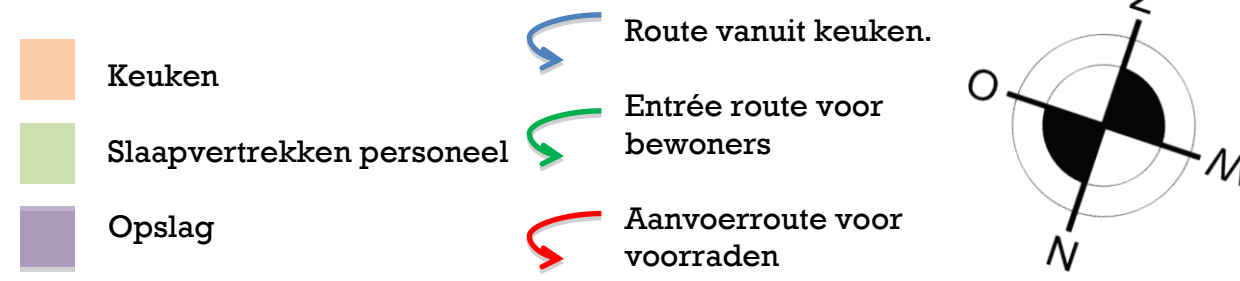 Keuken
Slaapvertrekken personeel
Opslag
Route vanuit keuken.
Entrée route voor
bewoners
Aanvoerroute voor
voorraden
Z
O
N